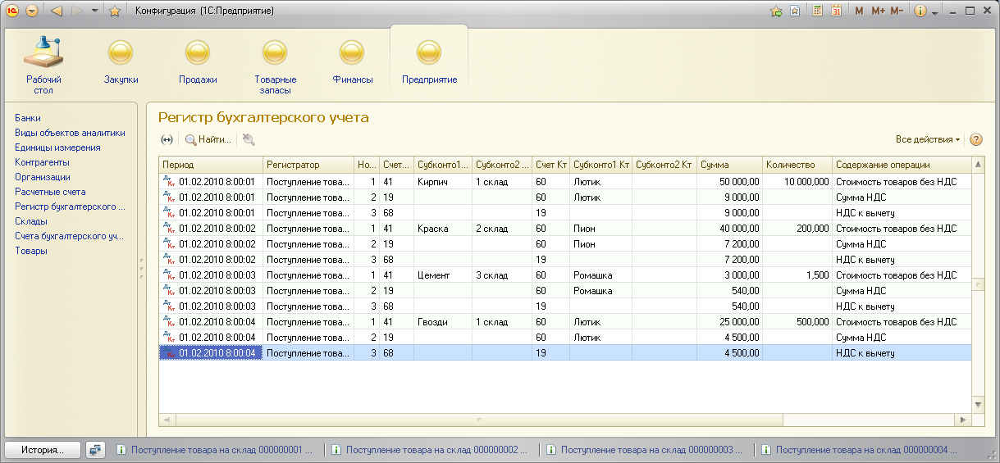 Конфигурация (1С:Предприятие)
M M+ M-
Рабочий стол
Закупки
Продажи
Товарные запасы
Финансы
Предприятие
Банки
Виды объектов аналитики
Единицы измерения
Контрагенты
Организации
Расчетные счета
Регистр бухгалтерского ...
Склады
Счета бухгалтерского уч...
Товары
Регистр бухгалтерского учета
Найти... Все действия
Период Регистратор Но... Счет... Субконто1... Субконто2 ... Счет Кт Субконто1 Кт Субконто2 Кт Сумма Количество Содержание операции
01.02.2010 8:00:01 Поступление това... 1 41 Кирпич 1 склад 60 Лютик 50 000,00 10 000,000 Стоимость товаров без НДС
01.02.2010 8:00:01 Поступление това... 2 19 60 Лютик 9 000,00 Сумма НДС
01.02.2010 8:00:01 Поступление това... 3 68 19 9 000,00 НДС к вычету
01.02.2010 8:00:02 Поступление това... 1 41 Краска 2 склад 60 Пион 40 000,00 200,000 Стоимость товаров без НДС
01.02.2010 8:00:02 Поступление това... 2 19 60 Пион 7 200,00 Сумма НДС
01.02.2010 8:00:02 Поступление това... 3 68 19 7 200,00 НДС к вычету
01.02.2010 8:00:03 Поступление това... 1 41 Цемент 3 склад 60 Ромашка 3 000,00 1,500 Стоимость товаров без НДС
01.02.2010 8:00:03 Поступление това... 2 19 60 Ромашка 540,00 Сумма НДС
01.02.2010 8:00:03 Поступление това... 3 68 19 540,00 НДС к вычету
01.02.2010 8:00:04 Поступление това... 1 41 Гвозди 1 склад 60 Лютик 25 000,00 500,000 Стоимость товаров без НДС
01.02.2010 8:00:04 Поступление това... 2 19 60 Лютик 4 500,00 Сумма НДС
01.02.2010 8:00:04 Поступление това... 3 68 19 4 500,00 НДС к вычету
История... Поступление товара на склад 000000001 ... Поступление товара на склад 000000002 ... Поступление товара на склад 000000003 ... Поступление товара на склад 000000004 ...